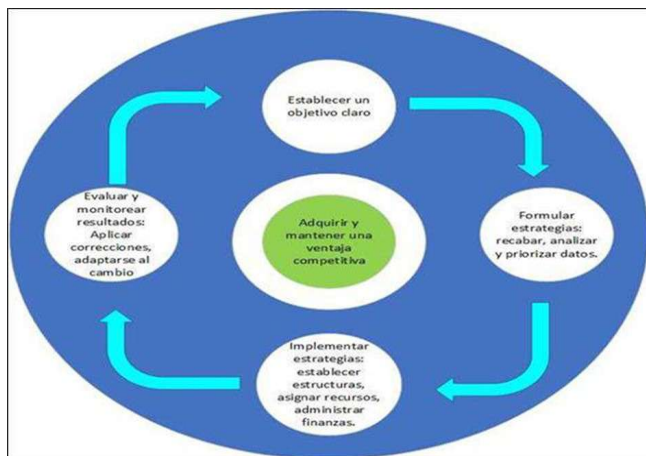 Establecer un
objetivo claro
Formular
estrategias:
recabar, analizar
y priorizar datos.
Implementar
estrategias:
establecer
estructuras,
asignar recursos,
administrar
finanzas.
Evaluar y
monitorear
resultados:
Aplicar
correcciones,
adaptarse al
cambio
Adquirir y
mantener una
ventaja
competitiva